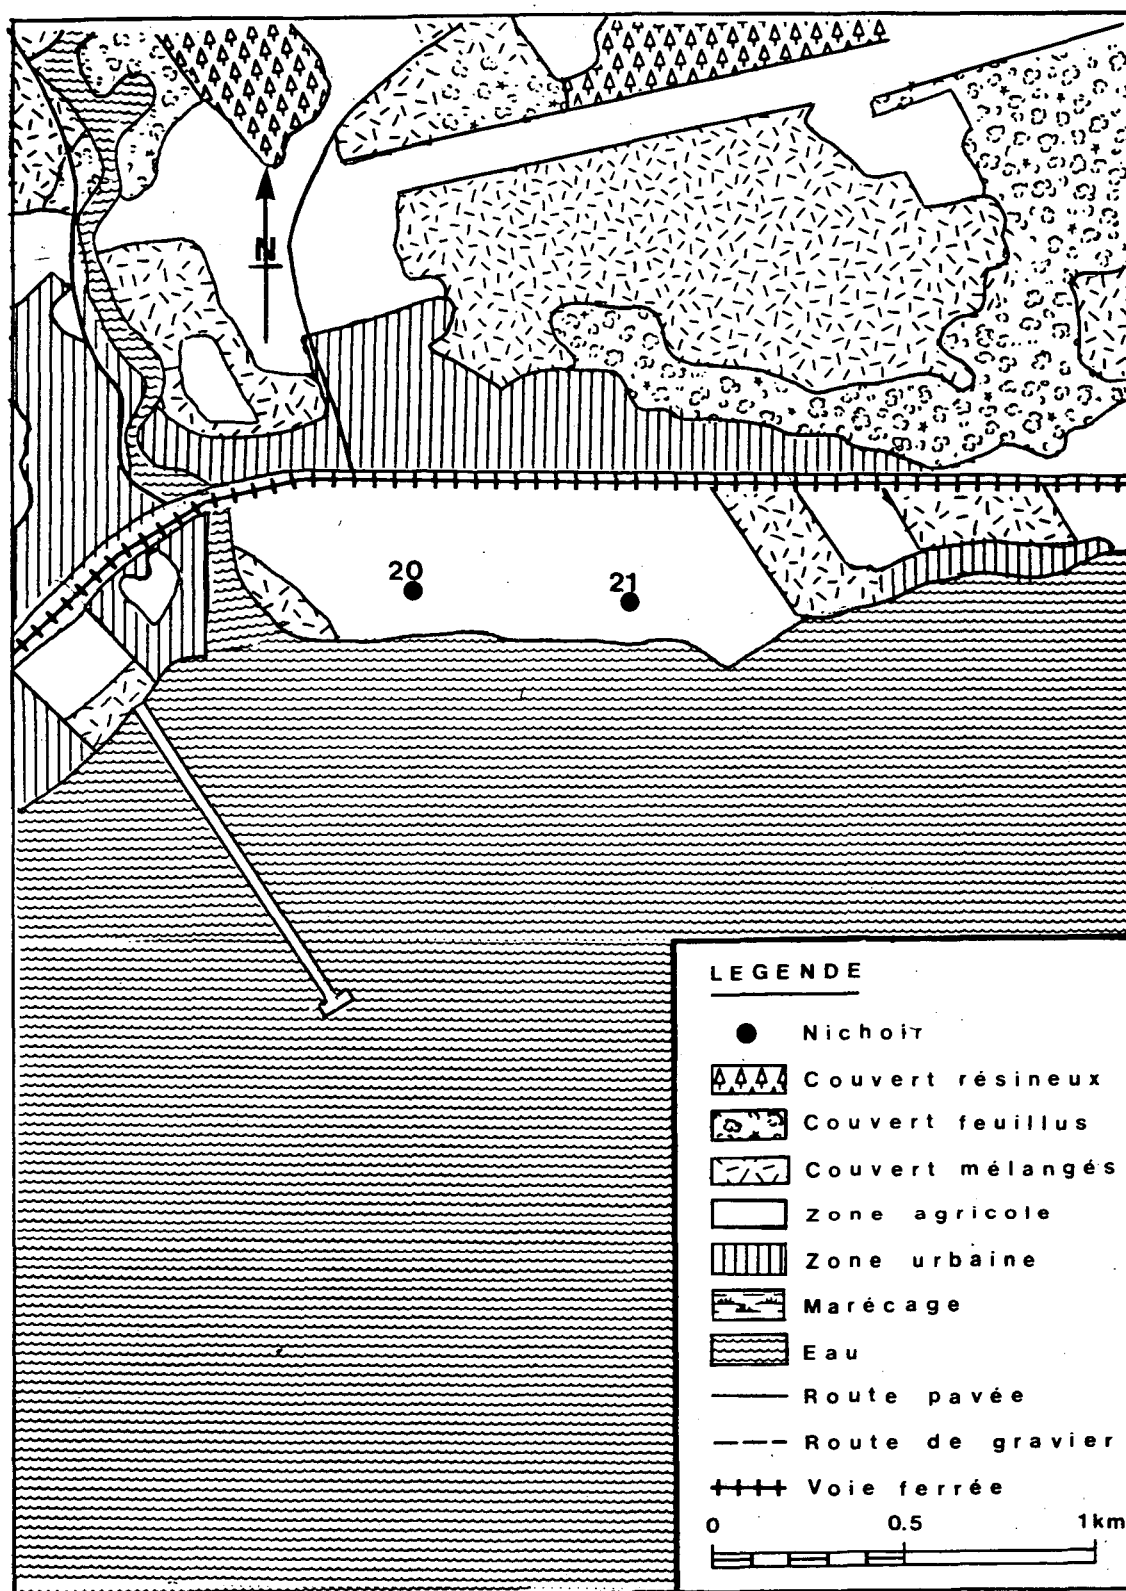 N
20
21
LEGENDE
Nichoir
Couvert résineux
Couvert feuillus
Couvert mélangés
Zone agricole
Zone urbaine
Marécage
Eau
Route pavée
Route de gravier
Voie ferrée
0 0.5 1km